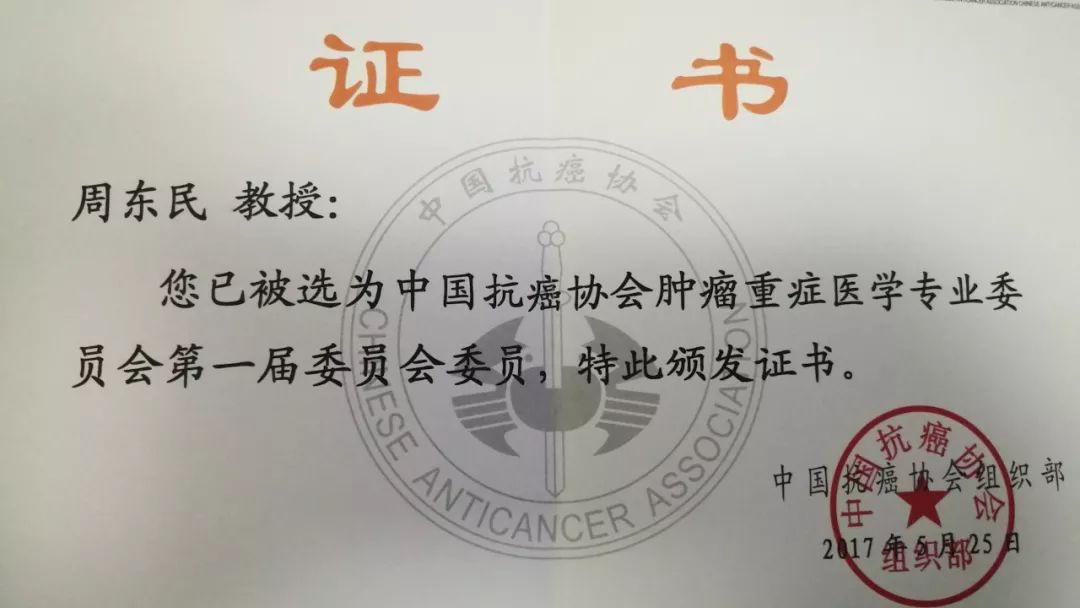 ANTICANCER ASSOCIATION CHINESE ANTICANCER
证 书
中国抗癌协会
周东民 教授:
您已被选为中国抗癌协会肿瘤重症医学专业委
员会第一届委员会委员，特此颁发证书。
CHINESE ANTICANCER ASSOCIATION
中国抗癌协会组织部
2017年5月25日
中国抗癌协会
组织部